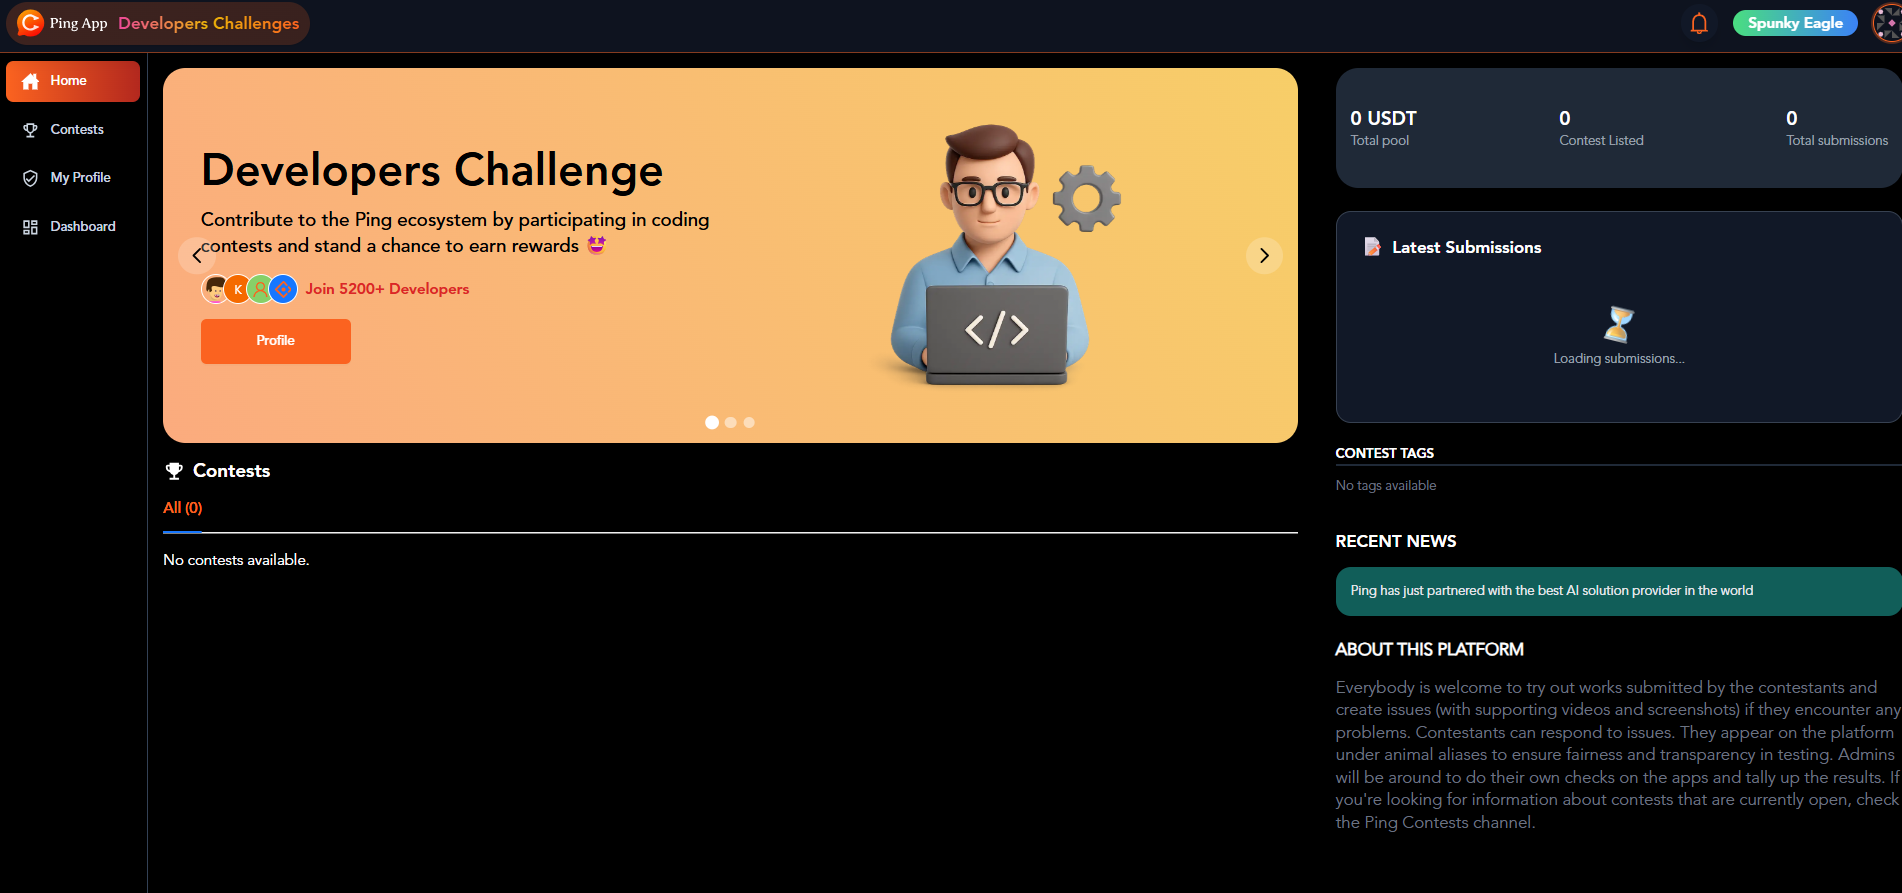 Ping App Developers Challenges
Spunky Eagle
Home
Contests
My Profile
Dashboard
Developers Challenge
Contribute to the Ping ecosystem by participating in coding
contests and stand a chance to earn rewards 🤩
K
Join 5200+ Developers
Profile
</>
Contests
All (0)
No contests available.
0 USDT
Total pool
0
Contest Listed
0
Total submissions
Latest Submissions
Loading submissions...
CONTEST TAGS
No tags available
RECENT NEWS
Ping has just partnered with the best AI solution provider in the world
ABOUT THIS PLATFORM
Everybody is welcome to try out works submitted by the contestants and
create issues (with supporting videos and screenshots) if they encounter any
problems. Contestants can respond to issues. They appear on the platform
under animal aliases to ensure fairness and transparency in testing. Admins
will be around to do their own checks on the apps and tally up the results. If
you're looking for information about contests that are currently open, check
the Ping Contests channel.